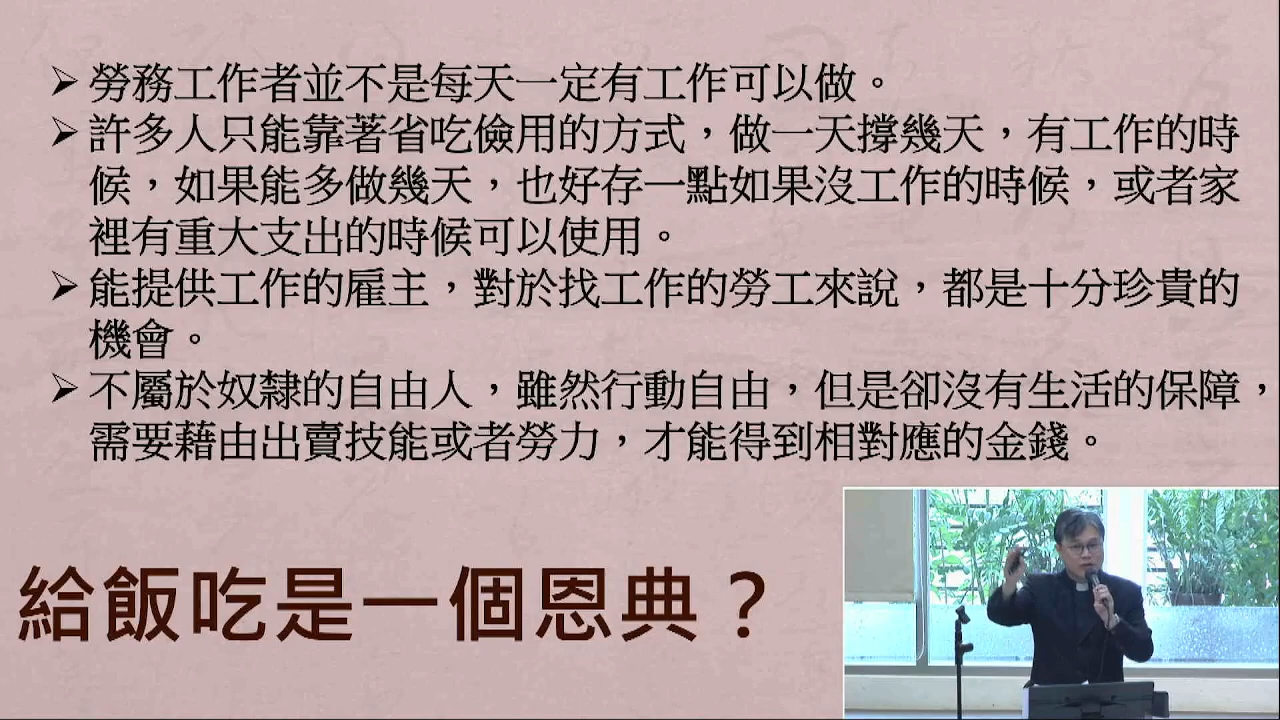 ➢ 勞務工作者並不是每天一定有工作可以做。
➢ 許多人只能靠著省吃儉用的方式，做一天撐幾天，有工作的時
候，如果能多做幾天，也好存一點如果沒工作的時候，或者家
裡有重大支出的時候可以使用。
➢ 能提供工作的雇主，對於找工作的勞工來說，都是十分珍貴的
機會。
➢ 不屬於奴隸的自由人，雖然行動自由，但是卻沒有生活的保障，
需要藉由出賣技能或者勞力，才能得到相對應的金錢。
給飯吃是一個恩典？